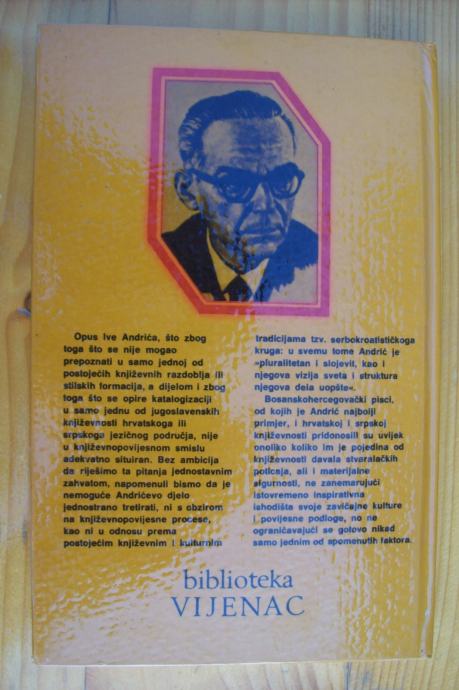 Opus Ive Andrića, što zbog
toga što se nije mogao
prepoznati u samo jednoj od
postojećih književnih razdoblja ili
stilskih formacija, a dijelom i zbog
toga što se opire katalogizaciji
u samo jednu od jugoslavenskih
književnosti hrvatskoga ili
srpskoga jezičnog područja, nije
u književnopovijesnom smislu
adekvatno situiran. Bez ambicija
da riješimo ta pitanja jednostavnim
zahvatom, napomenuli bismo da je
nemoguće Andrićevo djelo
jednostrano tretirati, ni s obzirom
na književnopovijesne procese,
kao ni u odnosu prema
postojećim književnim i kulturnim
tradicijama tzv. serbokroatističkoga
kruga: u svemu tome Andrić je
»pluralitetan i slojevit, kao i
njegova vizija sveta i struktura
njegova dela uopšte«.
Bosanskohercegovački pisci,
od kojih je Andrić najbolji
primjer, i hrvatskoj i srpskoj
književnosti pridonosili su uvijek
onoliko koliko im je pojedina od
književnosti davala stvaralačkih
poticaja, ali i materijalne
sigurnosti, ne zanemarujući
istovremeno inspirativna
ishodišta svoje zavičajne kulture
i povijesne podloge, no ne
ograničavajući se gotovo nikad
samo jednim od spomenutih faktora.
biblioteka
VIJENAC